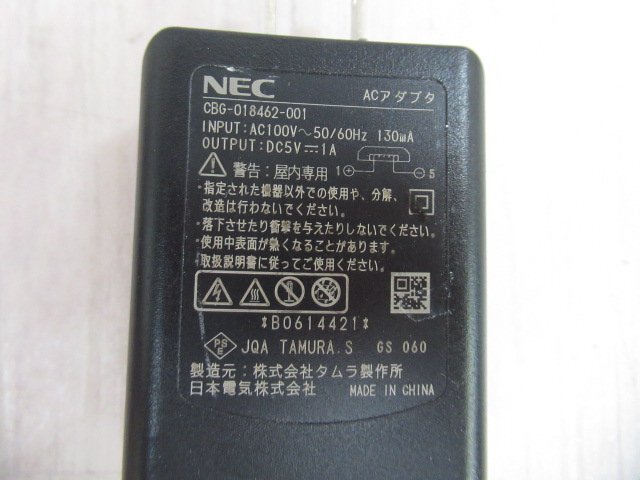 NEC ACアダプタ
CBG-018462-001
INPUT:AC100V～50/60Hz 130mA
OUTPUT:DC5V⎓1A
警告:屋内専用 1 5
・指定された機器以外での使用や、分解、
改造は行わないでください。
・落下させたり衝撃を与えたりしないでください。
・使用中表面が熱くなることがあります。
・取扱説明書に従ってご使用ください。
*B0614421*
PS
E JQA TAMURA.S GS 060
製造元:株式会社タムラ製作所
日本電気株式会社 MADE IN CHINA